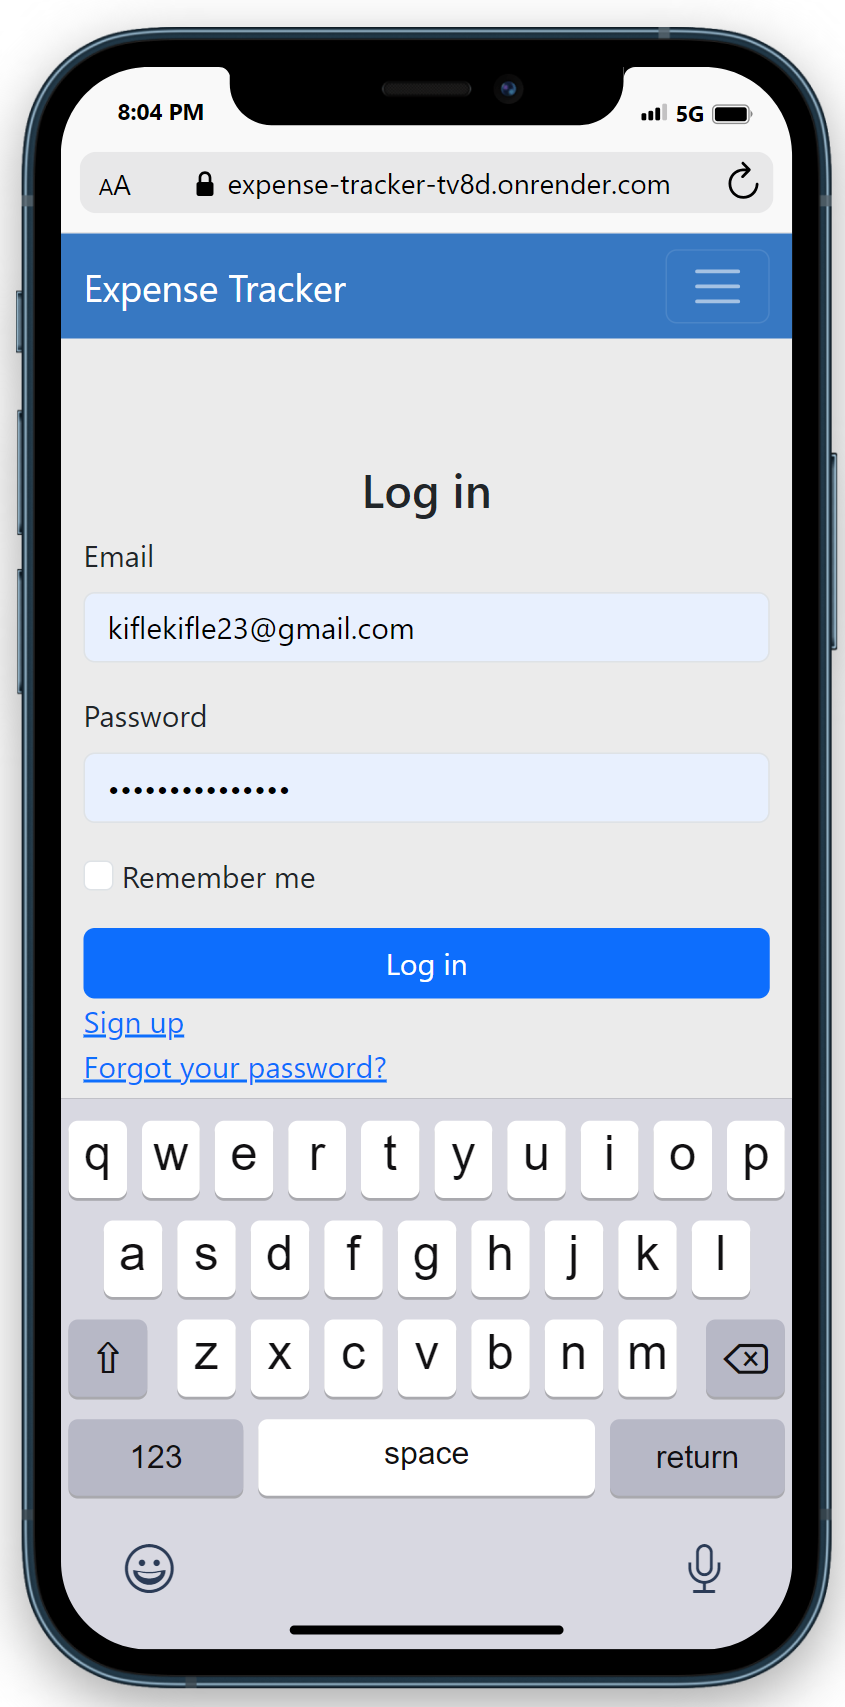 8:04 PM 5G
AA expense-tracker-tv8d.onrender.com
Expense Tracker
Log in
Email
kiflekifle23@gmail.com
Password
•••••••••••••••
Remember me
Log in
Sign up
Forgot your password?
q w e r t y u i o p
a s d f g h j k l
z x c v b n m
123 space return